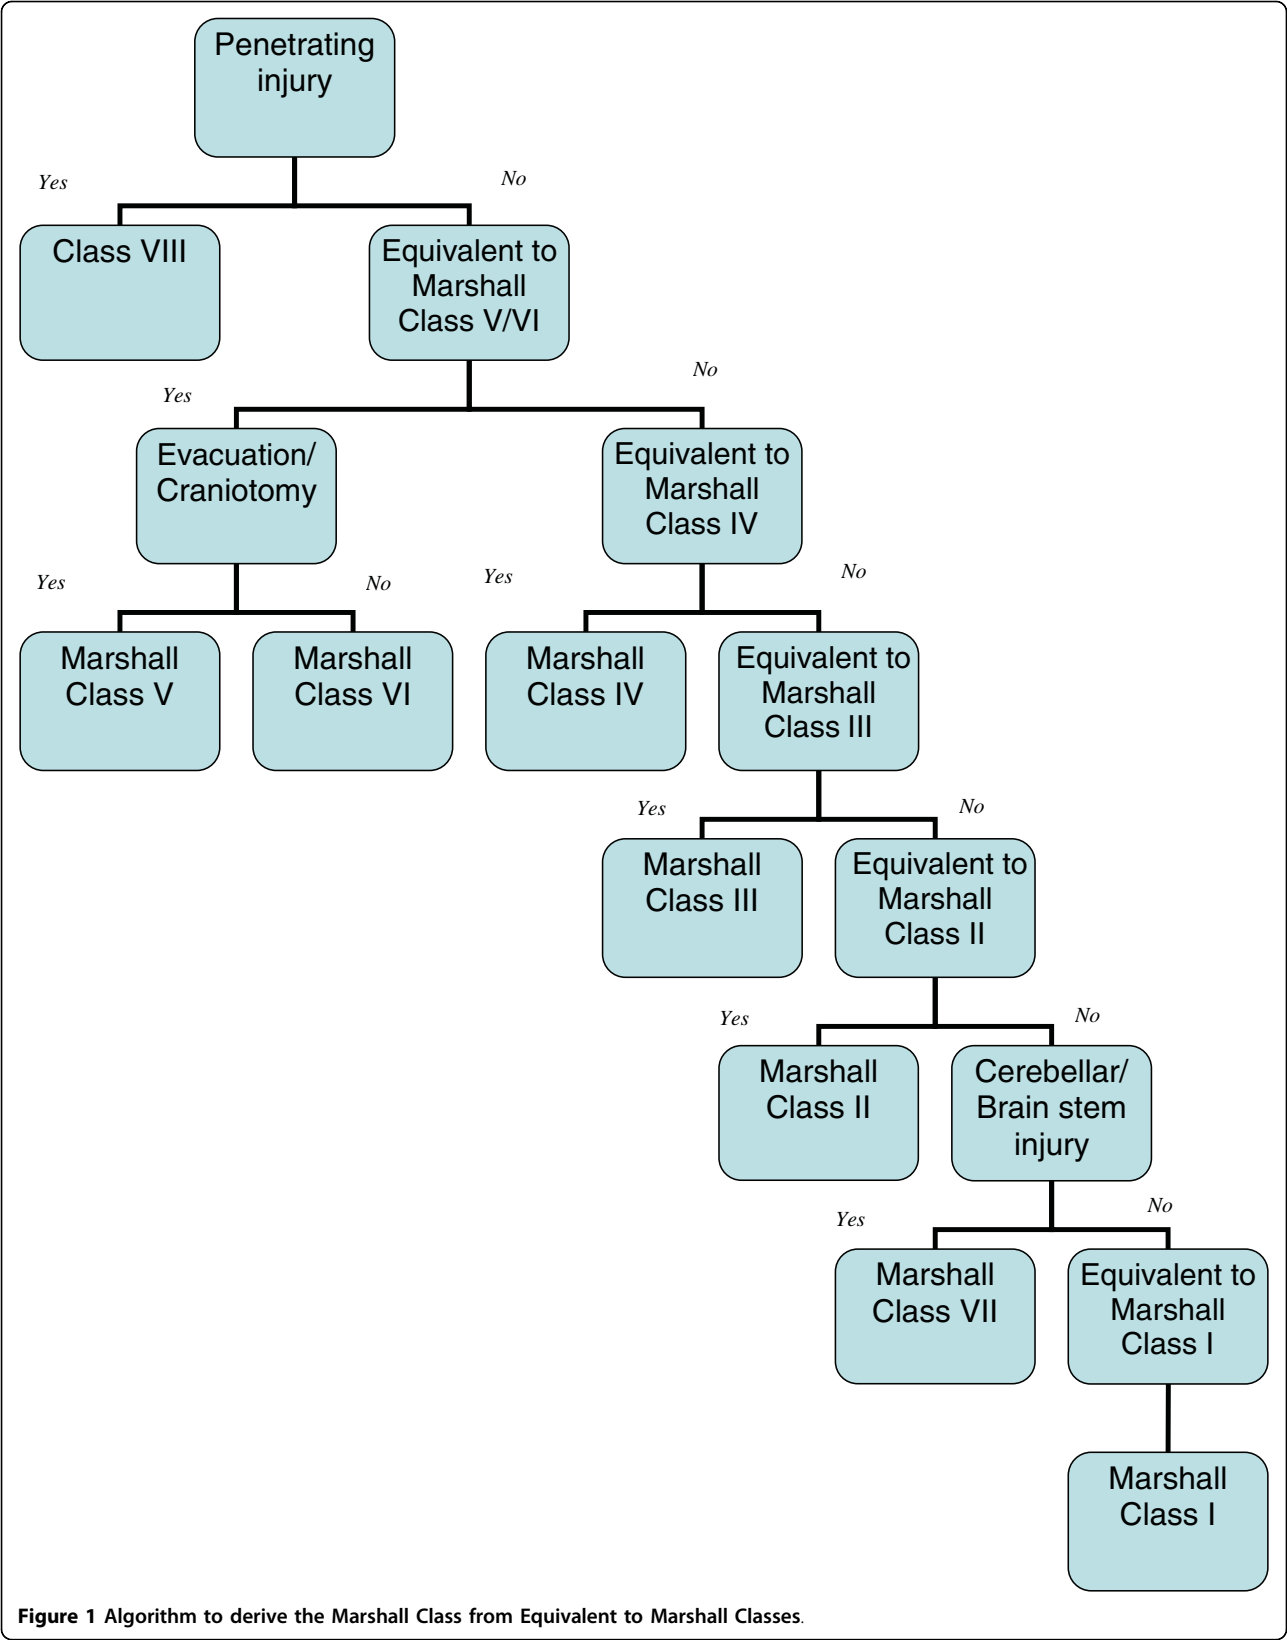 Penetrating
injury
Yes
No
Class VIII
Equivalent to
Marshall
Class V/VI
Yes
No
Evacuation/
Craniotomy
Equivalent to
Marshall
Class IV
Yes
No
Yes
No
Marshall
Class V
Marshall
Class VI
Marshall
Class IV
Equivalent to
Marshall
Class III
Yes
No
Marshall
Class III
Equivalent to
Marshall
Class II
Yes
No
Marshall
Class II
Cerebellar/
Brain stem
injury
Yes
No
Marshall
Class VII
Equivalent to
Marshall
Class I
Marshall
Class I
Figure 1 Algorithm to derive the Marshall Class from Equivalent to Marshall Classes.